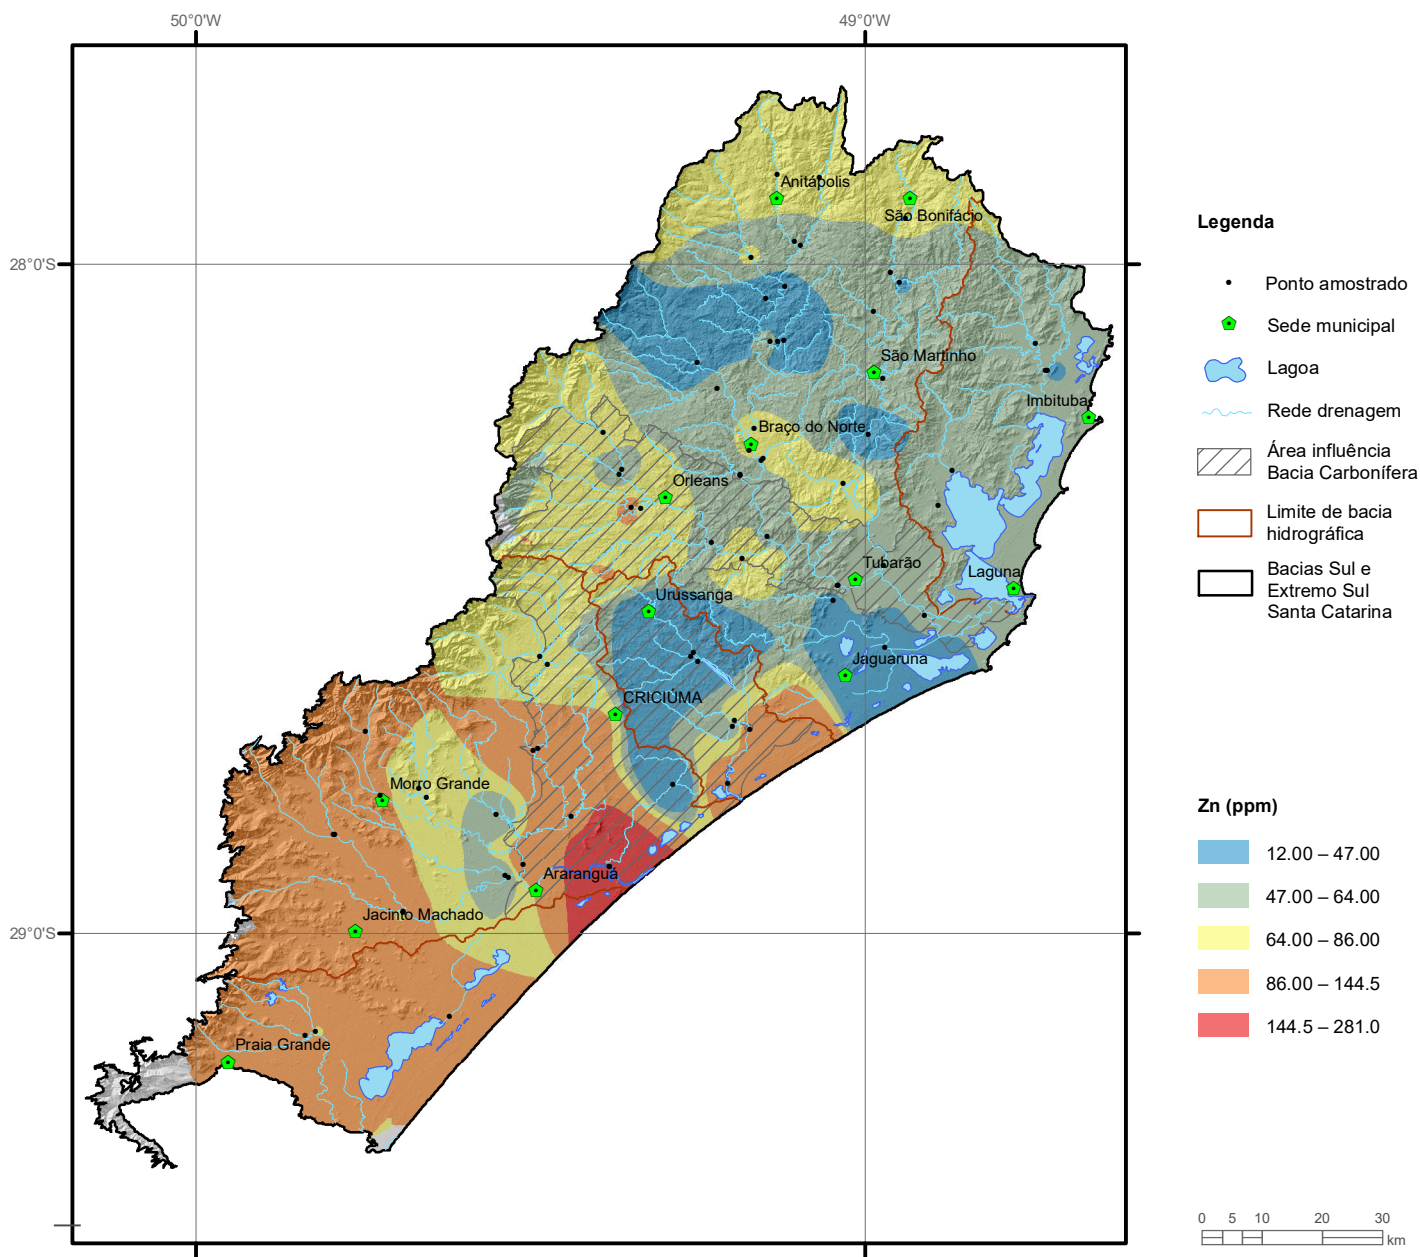 50°0'W
49°0'W
28°0'S
29°0'S
Anitápolis
São Bonifácio
São Martinho
Imbituba
Braço do Norte
Orleans
Tubarão
Laguna
Urussanga
Jaguaruna
CRICIÚMA
Morro Grande
Araranguá
Jacinto Machado
Praia Grande
Legenda
Ponto amostrado
Sede municipal
Lagoa
Rede drenagem
Área influência
Bacia Carbonífera
Limite de bacia
hidrográfica
Bacias Sul e
Extremo Sul
Santa Catarina
Zn (ppm)
12.00 – 47.00
47.00 – 64.00
64.00 – 86.00
86.00 – 144.5
144.5 – 281.0
0 5 10 20 30
km